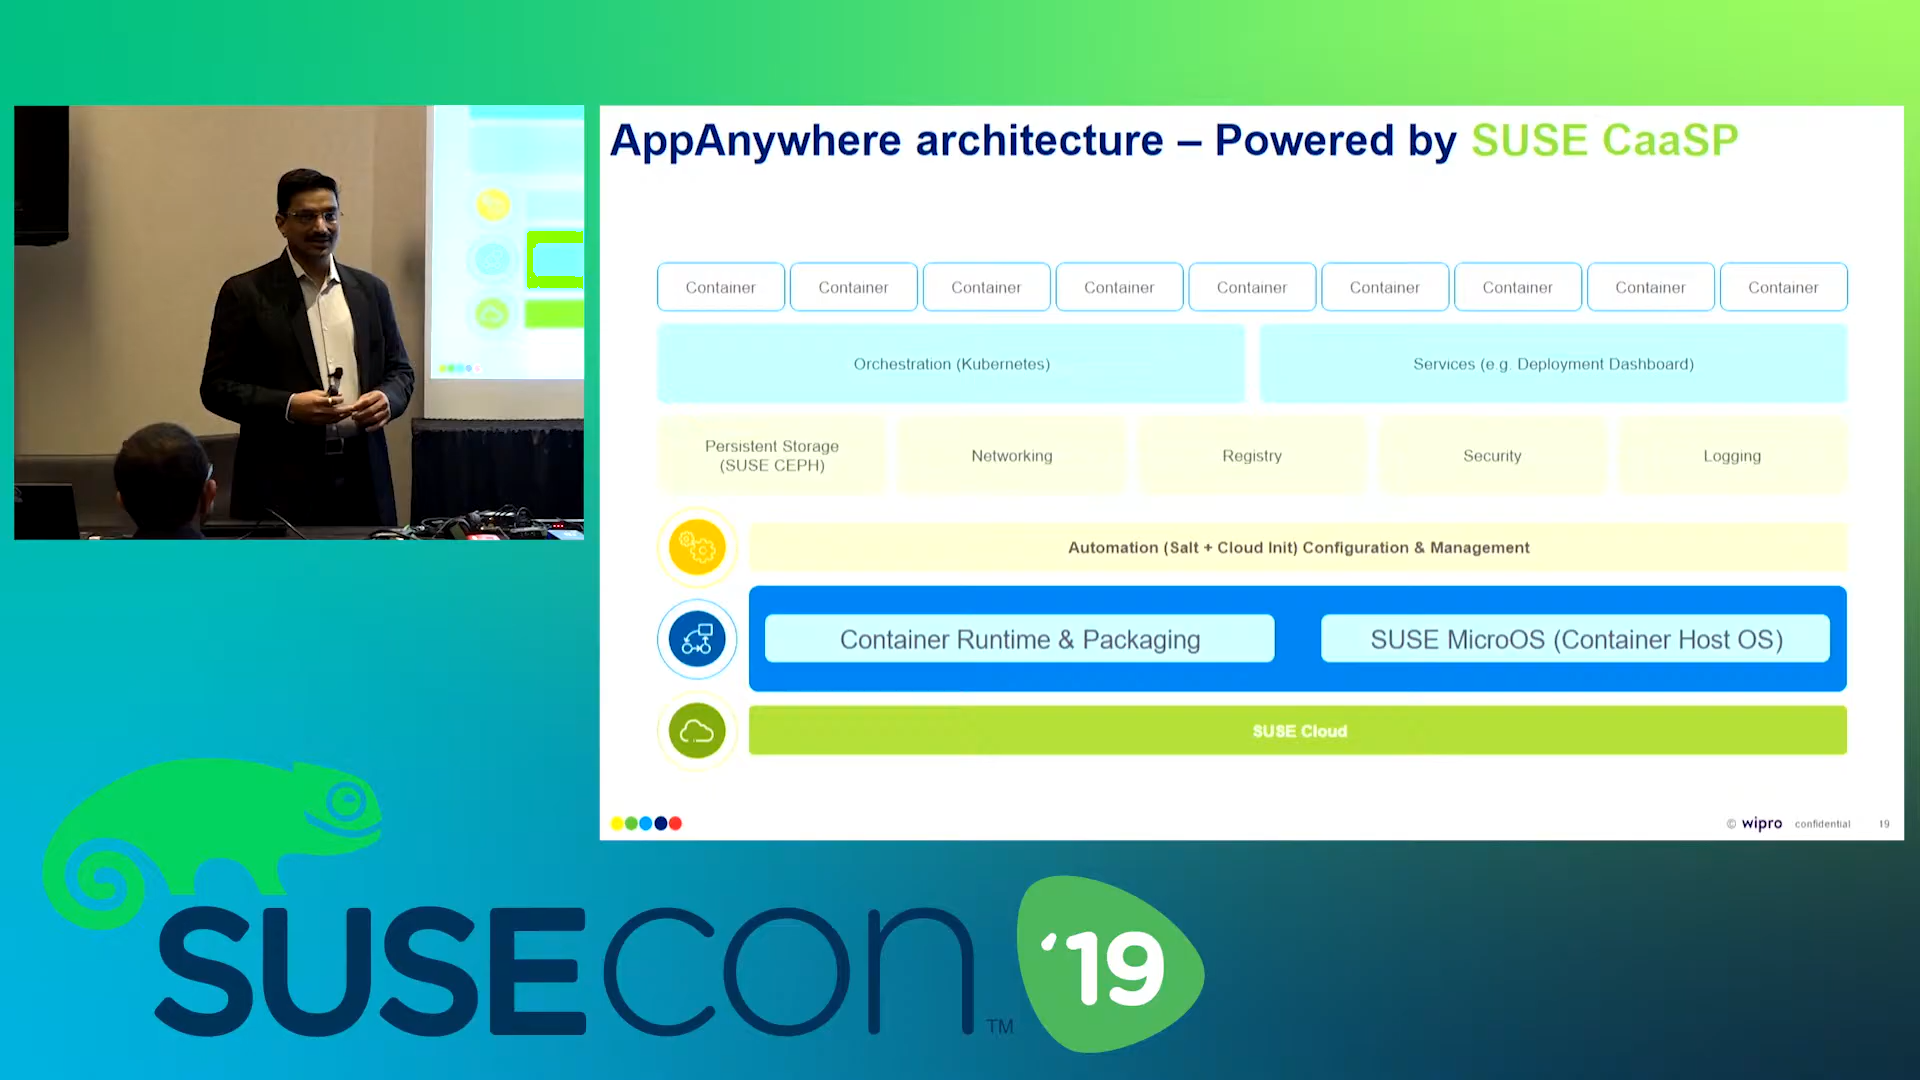 AppAnywhere architecture – Powered by SUSE CaaSP
Container Container Container Container Container Container Container Container Container
Orchestration (Kubernetes) Services (e.g. Deployment Dashboard)
Persistent Storage
(SUSE CEPH)
Networking Registry Security Logging
Automation (Salt + Cloud Init) Configuration & Management
Container Runtime & Packaging SUSE MicroOS (Container Host OS)
SUSE Cloud
© wipro confidential 19
SUSECON TM '19